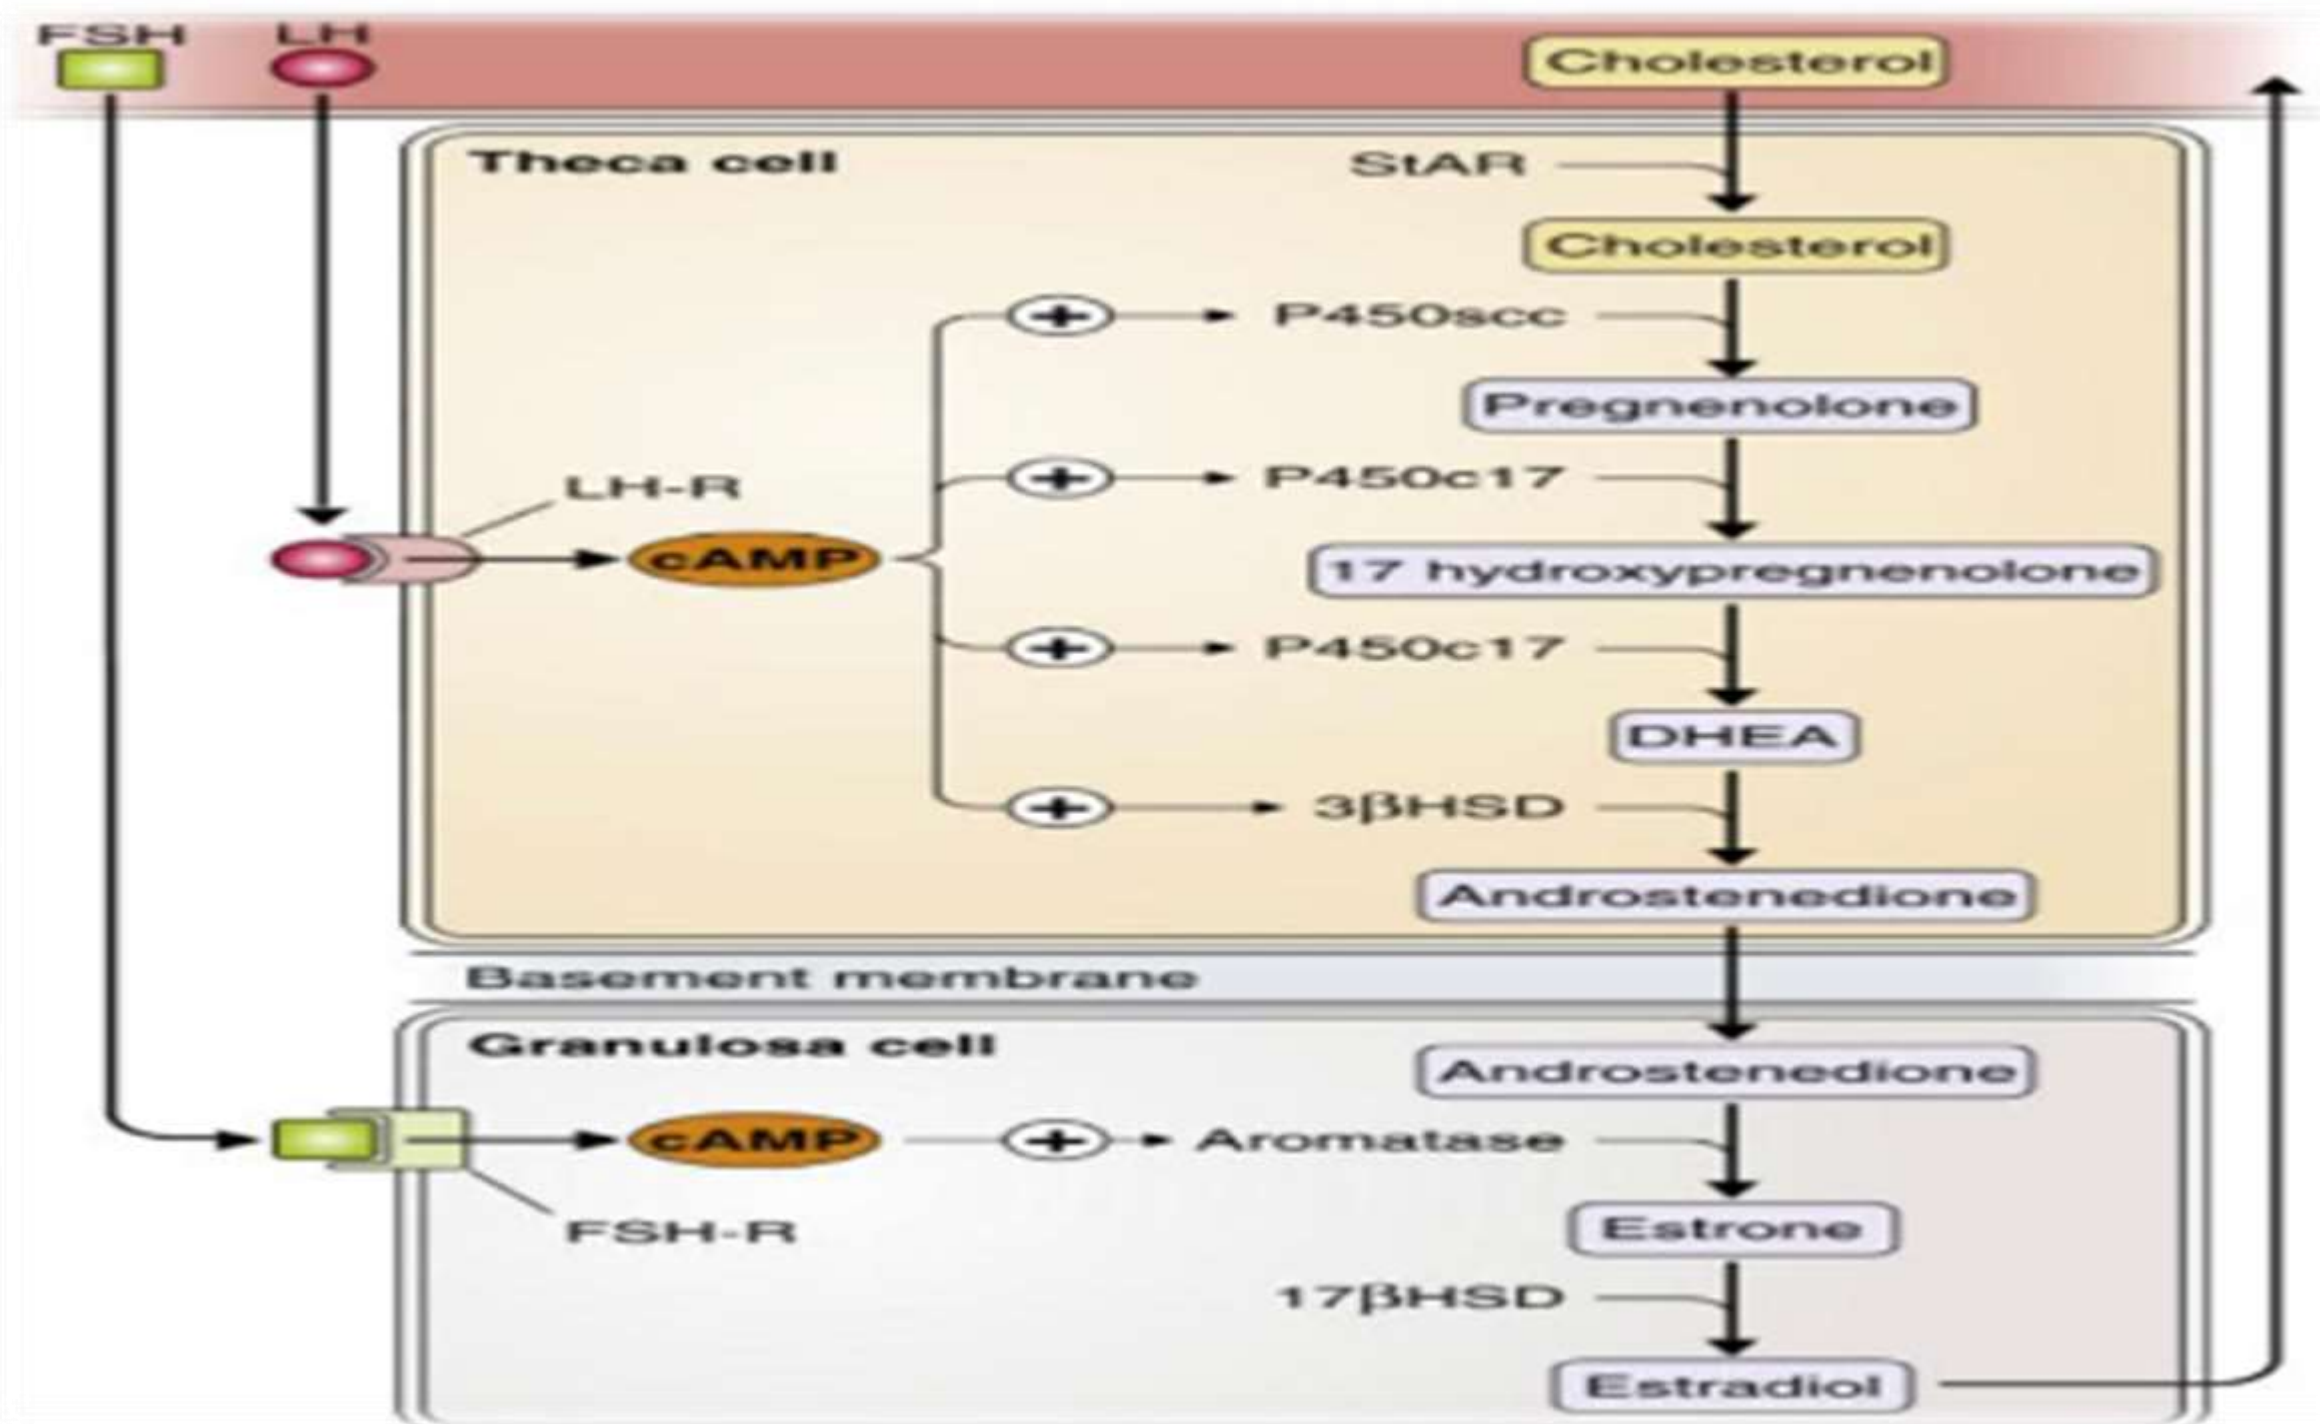 FSH LH
Cholesterol
Theca cell
StAR
Cholesterol
P450scc
Pregnenolone
LH-R
P450c17
cAMP
17 hydroxypregnenolone
P450c17
DHEA
3βHSD
Androstenedione
Basement membrane
Granulosa cell
Androstenedione
cAMP
Aromatase
FSH-R
Estrone
17βHSD
Estradiol